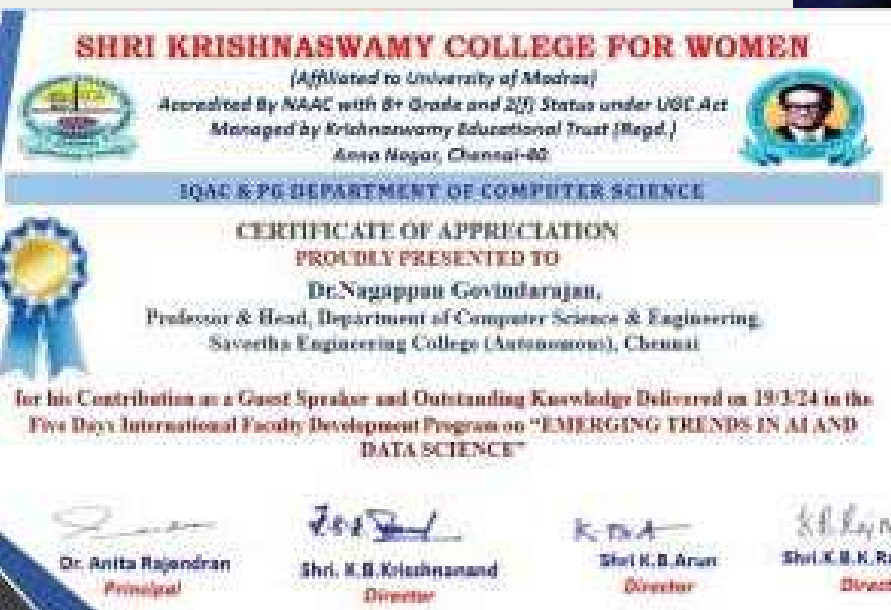 SHRI KRISHNASWAMY COLLEGE FOR WOMEN
(Affiliated to University of Madras)
Accredited By NAAC with B+ Grade and 2(f) Status under UGC Act
Managed by Krishnaswamy Educational Trust (Regd.)
Anna Nagar, Chennai-40.
IQAC & PG DEPARTMENT OF COMPUTER SCIENCE
CERTIFICATE OF APPRECIATION
PROUDLY PRESENTED TO
Dr.Nagappan Govindarajan,
Professor & Head, Department of Computer Science & Engineering,
Saveetha Engineering College (Autonomous), Chennai
for his Contribution as a Guest Speaker and Outstanding Knowledge Delivered on 19/3/24 in the
Five Days International Faculty Development Program on “EMERGING TRENDS IN AI AND
DATA SCIENCE”
Dr. Anita Rajendran
Principal
Shri. K.B.Krishnanand
Director
Shri K.B.Arun
Director
Shri.K.B.K.Ra
Direct